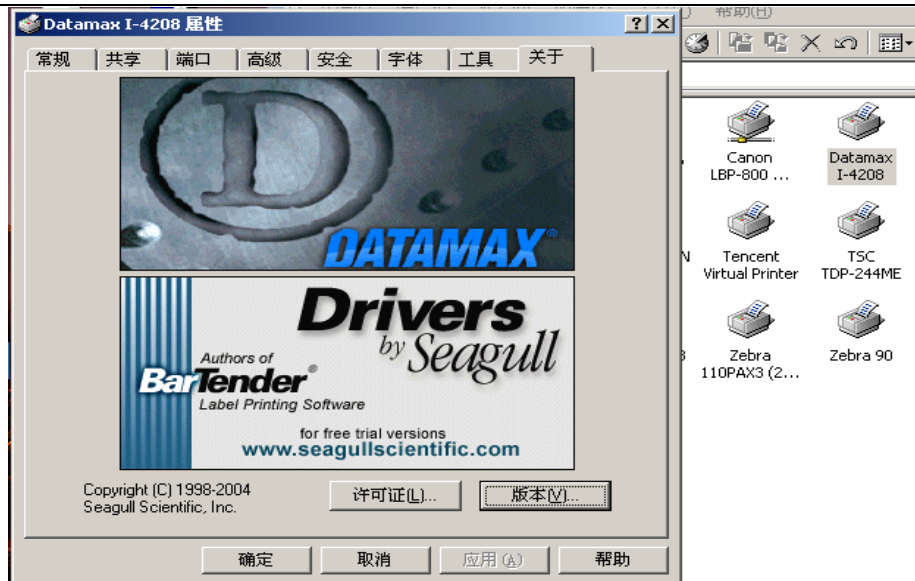 Datamax I-4208 属性
帮助(H)
常规 共享 端口 高级 安全 字体 工具 关于
DATAMAX®
Drivers
by Seagull
Authors of
BarTender®
Label Printing Software
for free trial versions
www.seagullscientific.com
Copyright (C) 1998-2004
Seagull Scientific, Inc.
许可证(L)...
版本(V)...
确定
取消
应用(A)
帮助
Canon
LBP-800 ...
Datamax
I-4208
Tencent
Virtual Printer
TSC
TDP-244ME
Zebra
110PAX3 (2...
Zebra 90